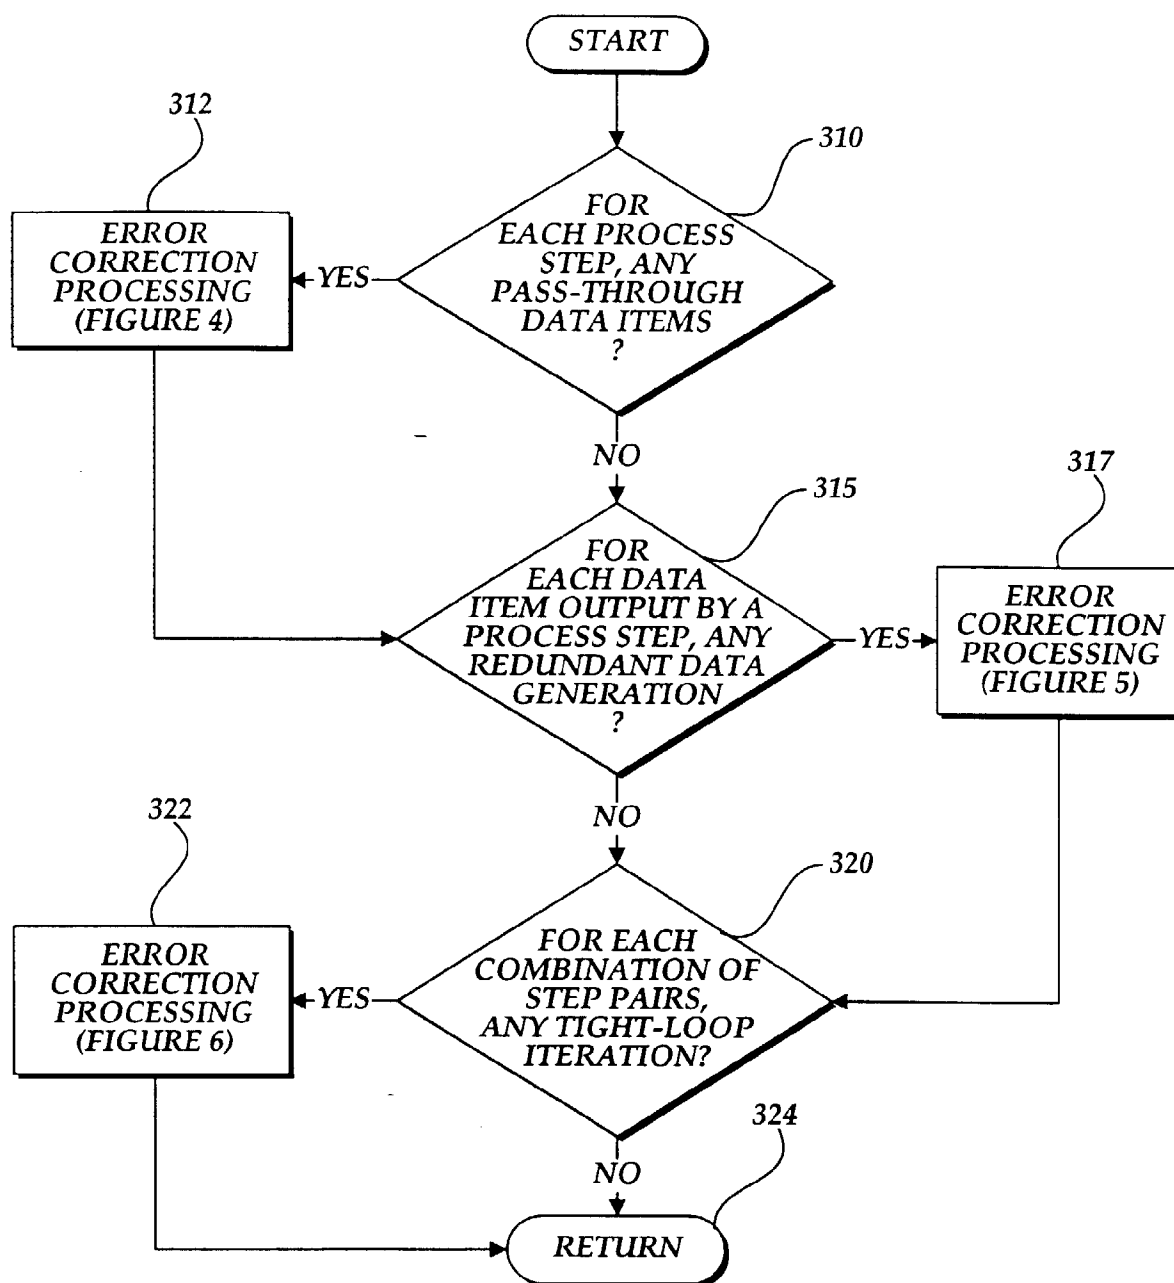 START
312
310
FOR
EACH PROCESS
STEP, ANY
PASS-THROUGH
DATA ITEMS
?
YES
ERROR
CORRECTION
PROCESSING
(FIGURE 4)
NO
315
317
FOR
EACH DATA
ITEM OUTPUT BY A
PROCESS STEP, ANY
REDUNDANT DATA
GENERATION
?
YES
ERROR
CORRECTION
PROCESSING
(FIGURE 5)
NO
322
320
FOR EACH
COMBINATION OF
STEP PAIRS,
ANY TIGHT-LOOP
ITERATION?
YES
ERROR
CORRECTION
PROCESSING
(FIGURE 6)
NO
324
RETURN